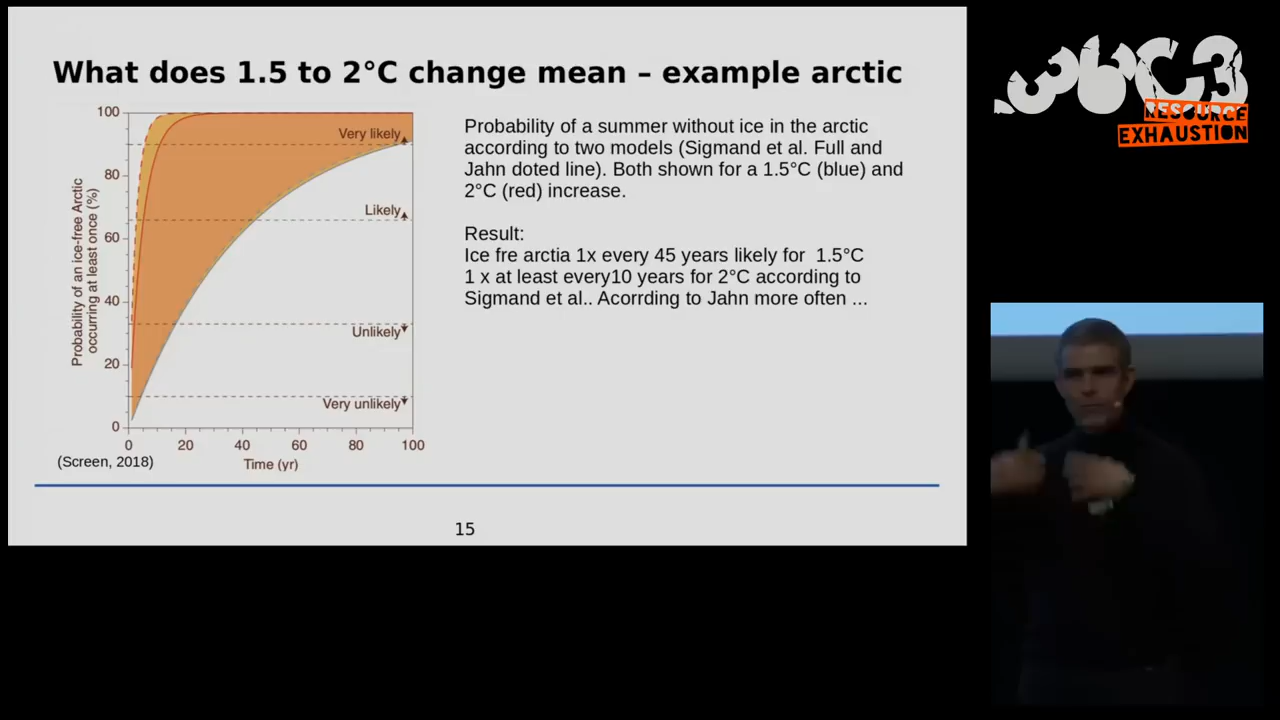 What does 1.5 to 2°C change mean – example arctic
Probability of an ice-free Arctic
occurring at least once (%)
100
80
60
40
20
0
Very likely
Likely
Unlikely
Very unlikely
0 20 40 60 80 100
Time (yr)
(Screen, 2018)
Probability of a summer without ice in the arctic
according to two models (Sigmand et al. Full and
Jahn doted line). Both shown for a 1.5°C (blue) and
2°C (red) increase.
Result:
Ice fre arctia 1x every 45 years likely for 1.5°C
1 x at least every10 years for 2°C according to
Sigmand et al.. Acorrding to Jahn more often ...
15
36C3
RESOURCE
EXHAUSTION